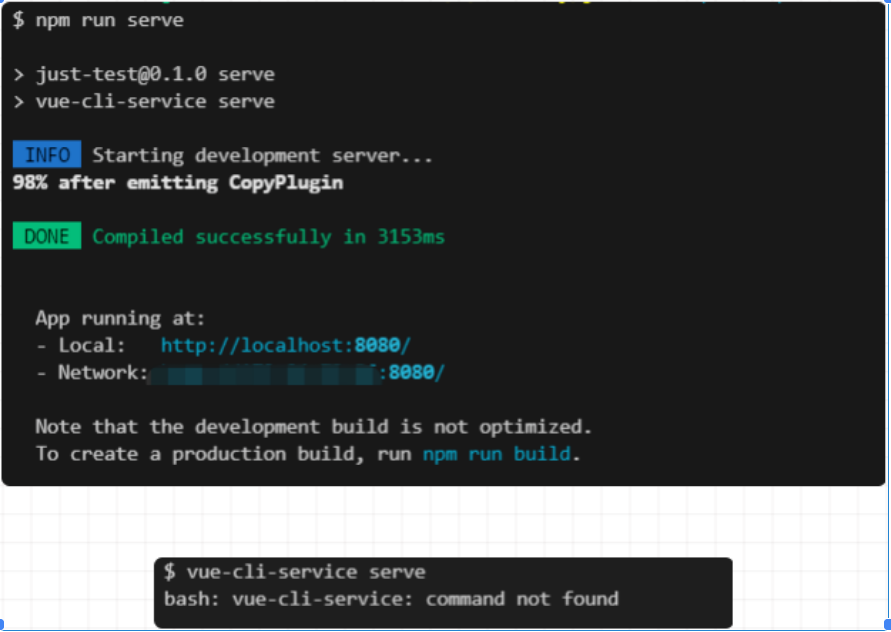 $ npm run serve
> just-test@0.1.0 serve
> vue-cli-service serve
INFO Starting development server...
98% after emitting CopyPlugin
DONE Compiled successfully in 3153ms
App running at:
- Local: http://localhost:8080/
- Network: :8080/
Note that the development build is not optimized.
To create a production build, run npm run build.
$ vue-cli-service serve
bash: vue-cli-service: command not found